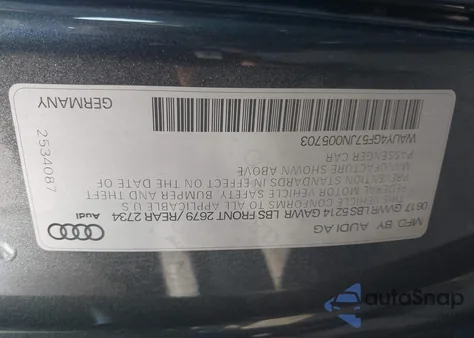 MFD BY AUDI AG
06.17 GVWR LBS 5214 GAWR LBS FRONT 2679 /REAR 2734
VEHICLE CONFORMS TO ALL APPLICABLE U S
FEDERAL MOTOR VEHICLE SAFETY BUMPER AND THEFT
PREVENTION STANDARDS IN EFFECT ON THE DATE OF
MANUFACTURE SHOWN ABOVE
PASSENGER CAR
WAUY4GF57JN005703
Audi
2534087
GERMANY
autoSnap